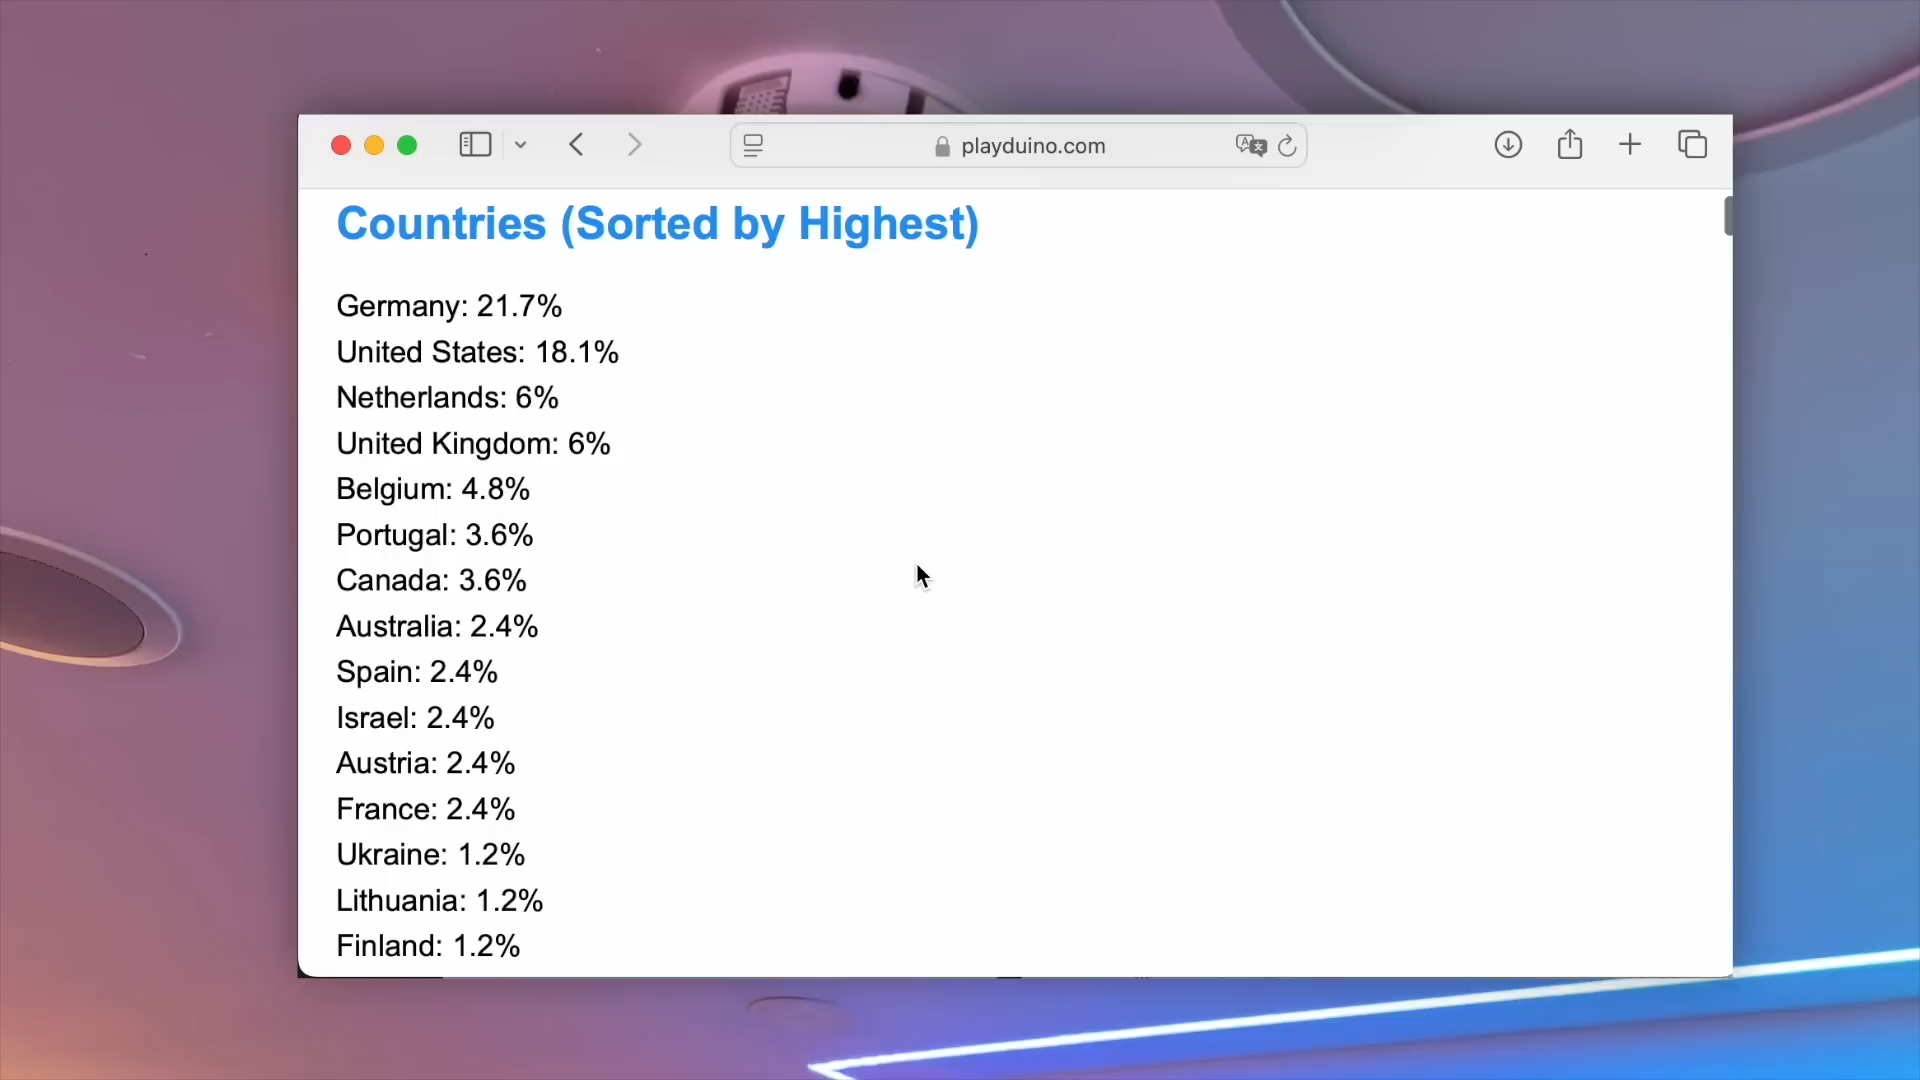 playduino.com
Countries (Sorted by Highest)
Germany: 21.7%
United States: 18.1%
Netherlands: 6%
United Kingdom: 6%
Belgium: 4.8%
Portugal: 3.6%
Canada: 3.6%
Australia: 2.4%
Spain: 2.4%
Israel: 2.4%
Austria: 2.4%
France: 2.4%
Ukraine: 1.2%
Lithuania: 1.2%
Finland: 1.2%